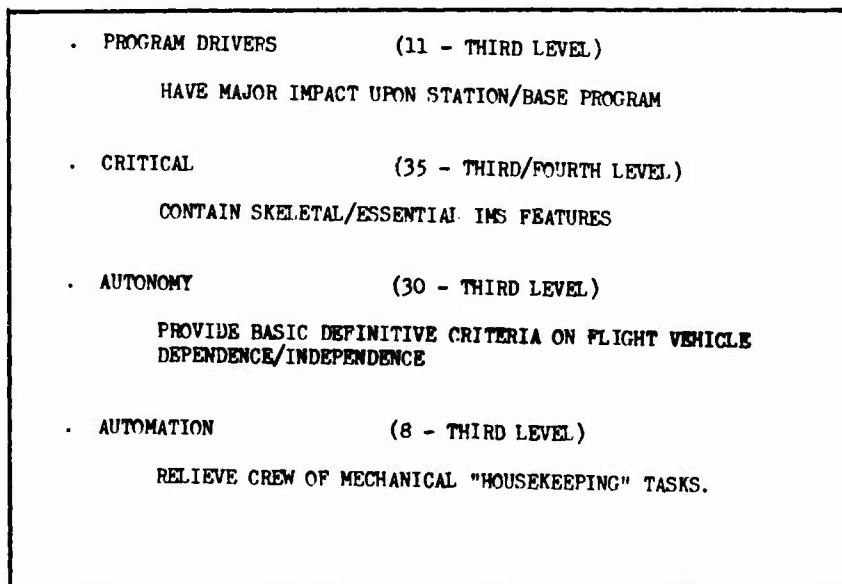 . PROGRAM DRIVERS (11 - THIRD LEVEL)
HAVE MAJOR IMPACT UPON STATION/BASE PROGRAM
. CRITICAL (35 - THIRD/FOURTH LEVEL)
CONTAIN SKELETAL/ESSENTIAL IMS FEATURES
. AUTONOMY (30 - THIRD LEVEL)
PROVIDE BASIC DEFINITIVE CRITERIA ON FLIGHT VEHICLE
DEPENDENCE/INDEPENDENCE
. AUTOMATION (8 - THIRD LEVEL)
RELIEVE CREW OF MECHANICAL "HOUSEKEEPING" TASKS.